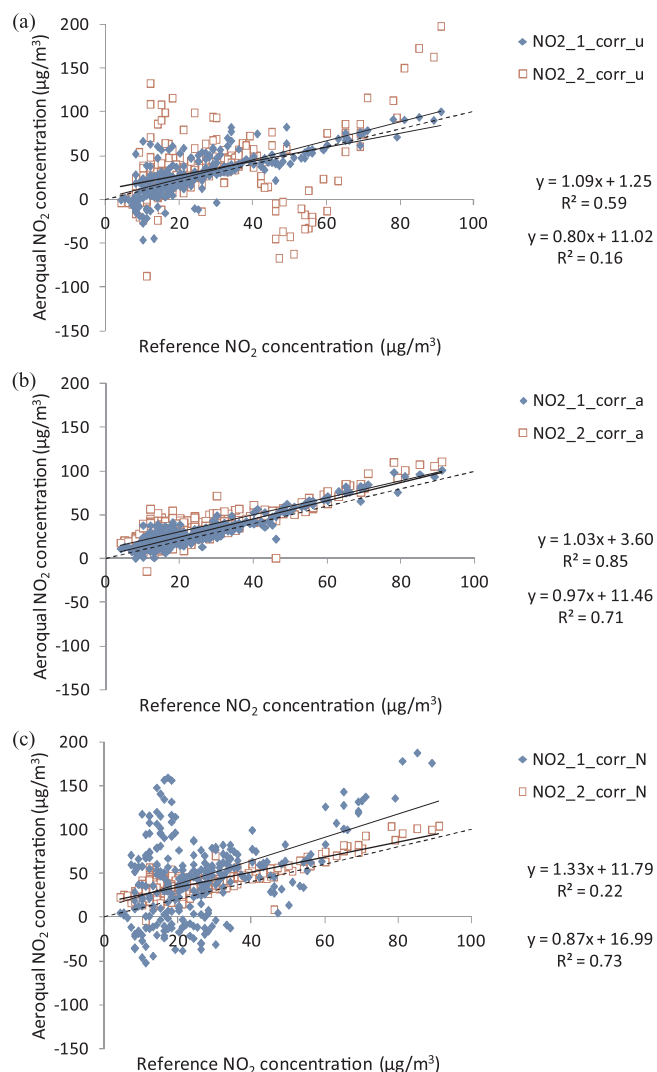 (a)
Aeroqual NO₂ concentration (µg/m³)
200
150
100
50
0
-50
-100
-150
0
20
40
60
80
100
Reference NO₂ concentration (µg/m³)
NO2_1_corr_u
NO2_2_corr_u
y = 1.09x + 1.25
R² = 0.59
y = 0.80x + 11.02
R² = 0.16
(b)
Aeroqual NO₂ concentration (µg/m³)
200
150
100
50
0
-50
-100
-150
0
20
40
60
80
100
Reference NO₂ concentration (µg/m³)
NO2_1_corr_a
NO2_2_corr_a
y = 1.03x + 3.60
R² = 0.85
y = 0.97x + 11.46
R² = 0.71
(c)
Aeroqual NO₂ concentration (µg/m³)
200
150
100
50
0
-50
-100
-150
0
20
40
60
80
100
Reference NO₂ concentration (µg/m³)
NO2_1_corr_N
NO2_2_corr_N
y = 1.33x + 11.79
R² = 0.22
y = 0.87x + 16.99
R² = 0.73